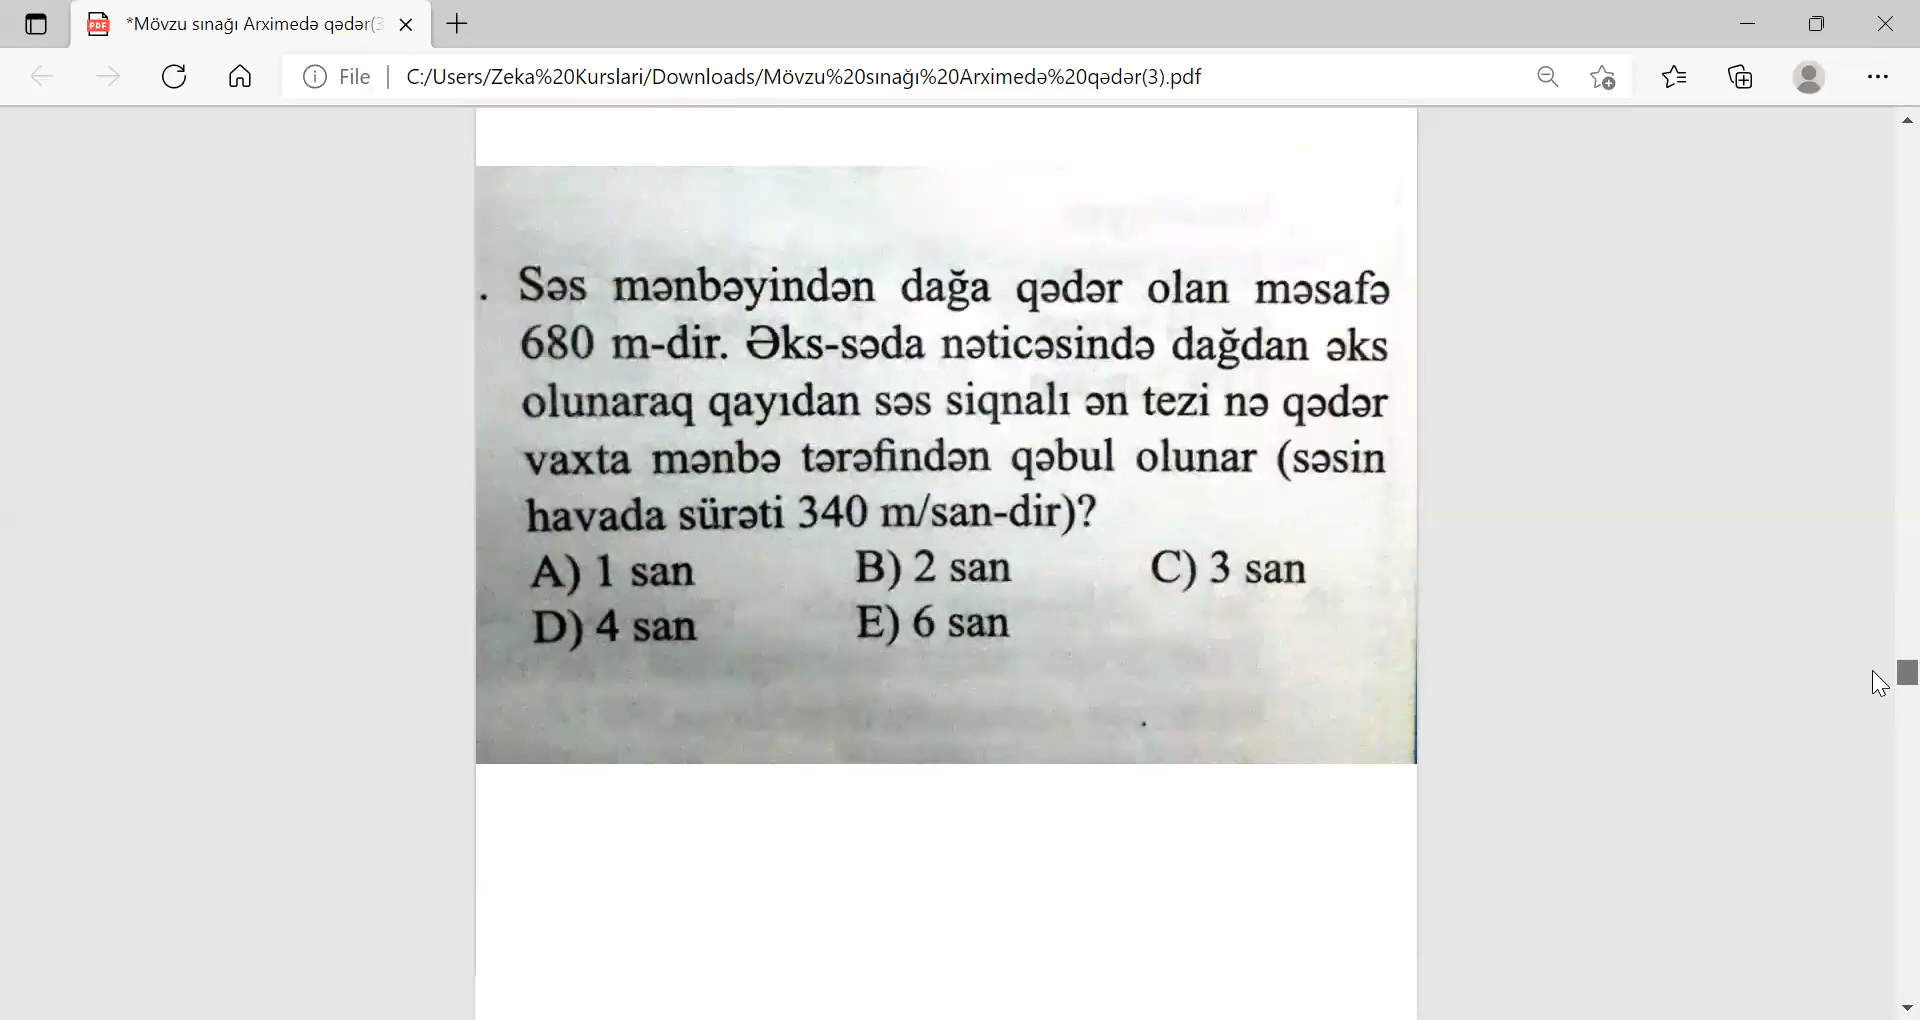 *Mövzu sınağı Arximedə qədər(3
File
C:/Users/Zeka%20Kurslari/Downloads/Mövzu%20sınağı%20Arximedə%20qədər(3).pdf
. Səs mənbəyindən dağa qədər olan məsafə
680 m-dir. Əks-səda nəticəsində dağdan əks
olunaraq qayıdan səs siqnalı ən tezi nə qədər
vaxta mənbə tərəfindən qəbul olunar (səsin
havada sürəti 340 m/san-dir)?
A) 1 san B) 2 san C) 3 san
D) 4 san E) 6 san